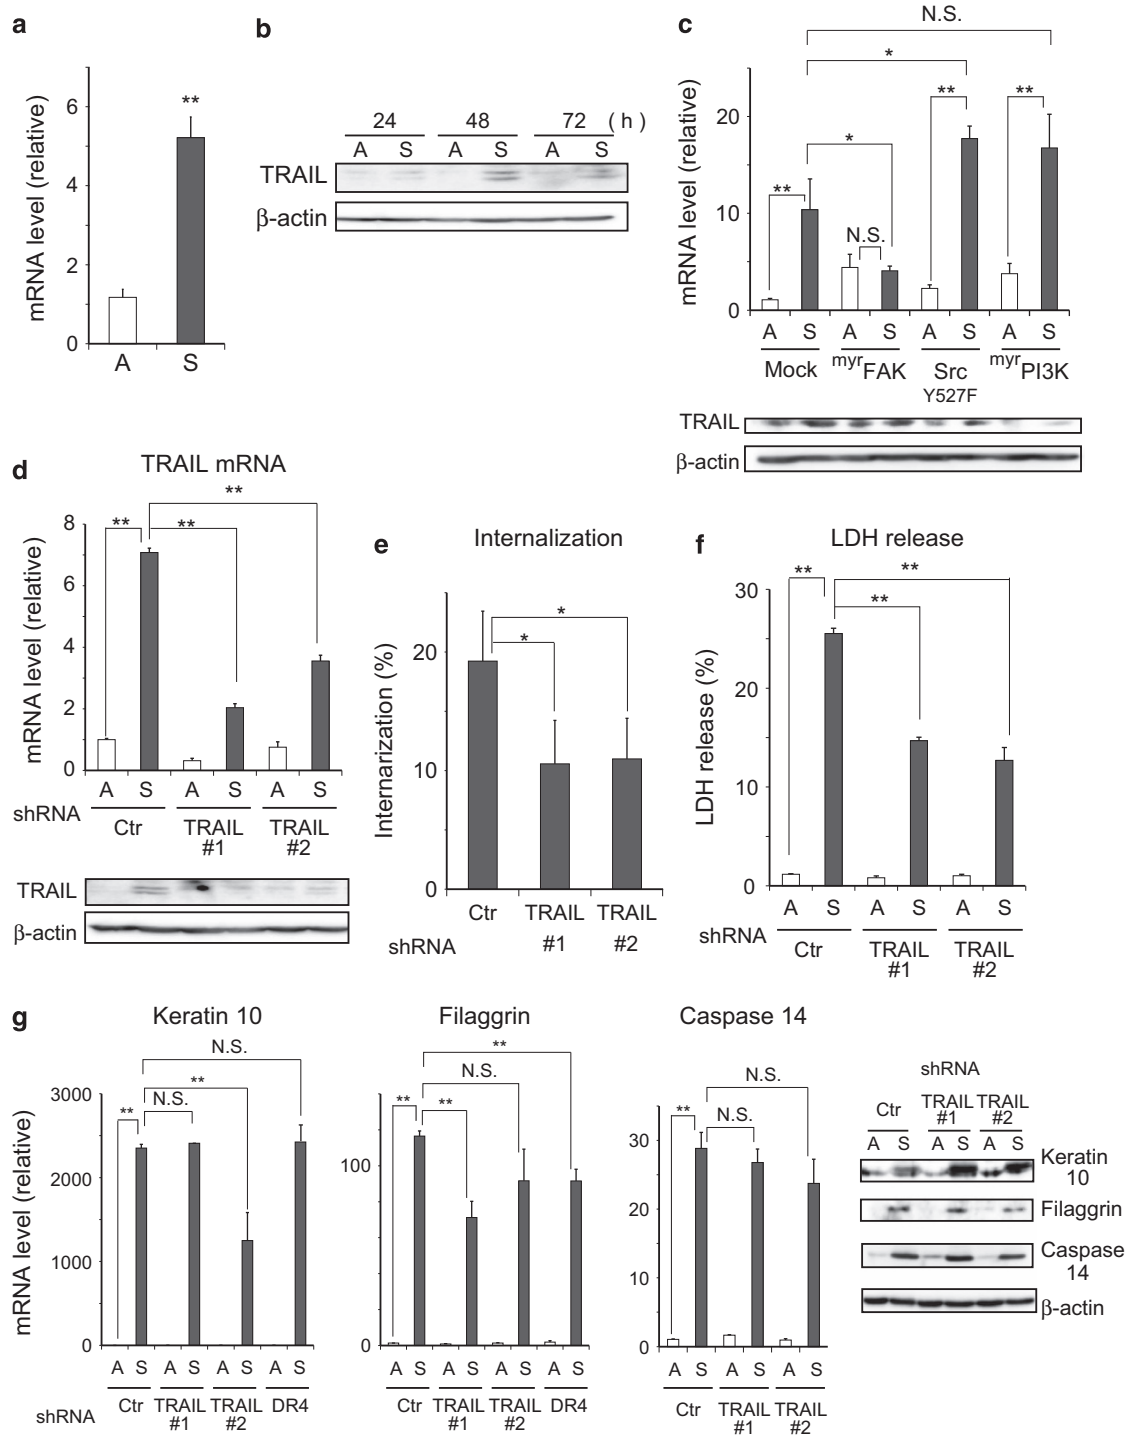 a
mRNA level (relative)
6
4
2
0
**
A S
b
24 48 72 ( h )
A S A S A S
TRAIL
β-actin
c
N.S.
*
** **
*
**
N.S.
mRNA level (relative)
20
10
0
A S A S A S A S
Mock myrFAK Src Y527F myrPI3K
TRAIL
β-actin
d
TRAIL mRNA
**
** **
mRNA level (relative)
8
6
4
2
0
A S A S A S
shRNA
Ctr TRAIL #1 TRAIL #2
TRAIL
β-actin
e
Internalization
*
*
Internarization (%)
20
10
0
Ctr TRAIL #1 TRAIL #2
shRNA
f
LDH release
** **
**
LDH release (%)
30
20
10
0
A S A S A S
shRNA
Ctr TRAIL #1 TRAIL #2
g
Keratin 10
N.S.
**
** N.S.
mRNA level (relative)
3000
2000
1000
0
A S A S A S A S
shRNA
Ctr TRAIL #1 TRAIL #2 DR4
Filaggrin
**
N.S.
** **
100
0
A S A S A S A S
Ctr TRAIL #1 TRAIL #2 DR4
Caspase 14
N.S.
** N.S.
30
20
10
0
A S A S A S
Ctr TRAIL #1 TRAIL #2
shRNA
Ctr TRAIL #1 TRAIL #2
A S A S A S
Keratin 10
Filaggrin
Caspase 14
β-actin